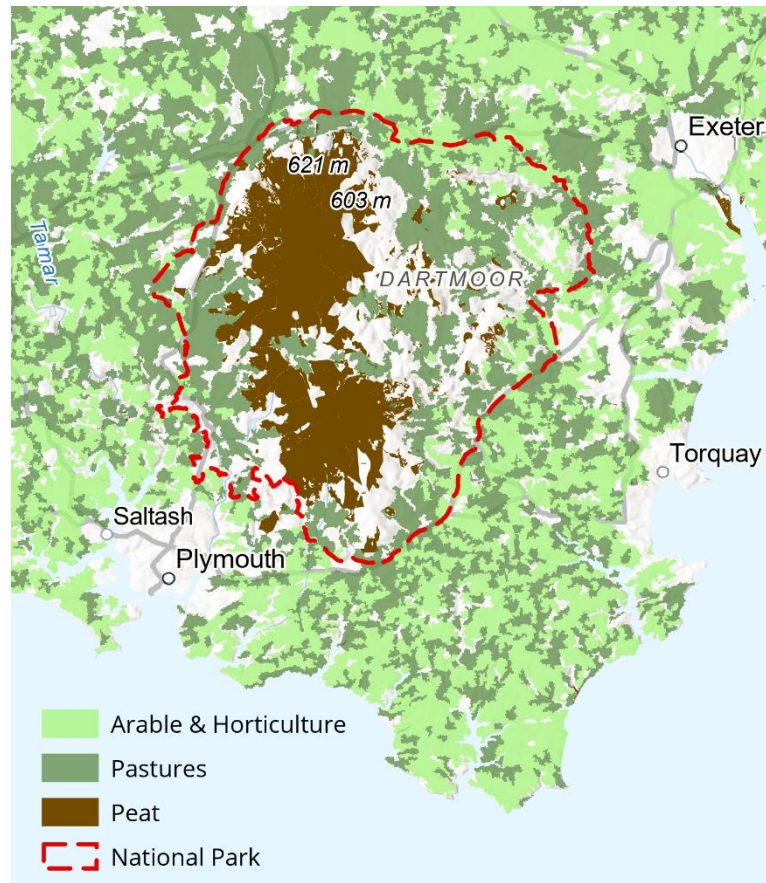 Exeter
621 m
603 m
Tamar
DARTMOOR
Torquay
Saltash
Plymouth
Arable & Horticulture
Pastures
Peat
National Park